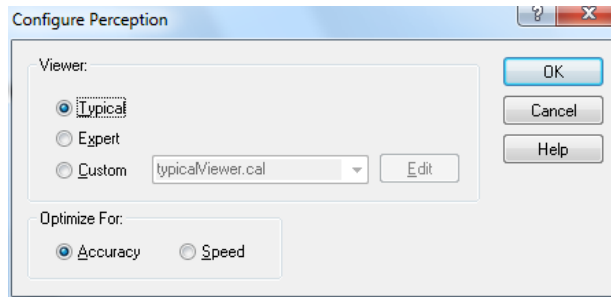 Configure Perception
Viewer:
Typical
Expert
Custom typicalViewer.cal Edit
Optimize For:
Accuracy Speed
OK
Cancel
Help